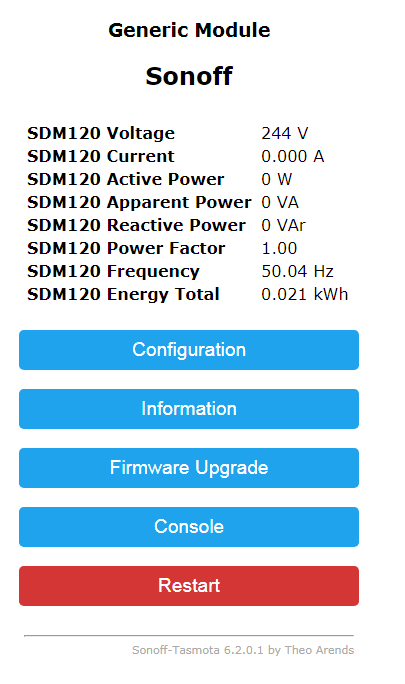 Generic Module
Sonoff
SDM120 Voltage 244 V
SDM120 Current 0.000 A
SDM120 Active Power 0 W
SDM120 Apparent Power 0 VA
SDM120 Reactive Power 0 VAr
SDM120 Power Factor 1.00
SDM120 Frequency 50.04 Hz
SDM120 Energy Total 0.021 kWh
Configuration
Information
Firmware Upgrade
Console
Restart
Sonoff-Tasmota 6.2.0.1 by Theo Arends